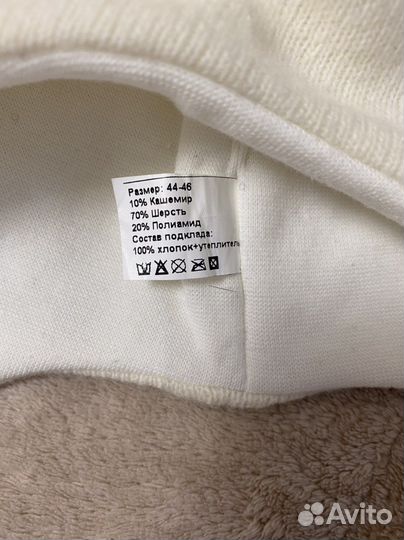 Размер: 44-46
10% Кашемир
70% Шерсть
20% Полиамид
Состав подклада:
100% хлопок+утеплитель
Avito